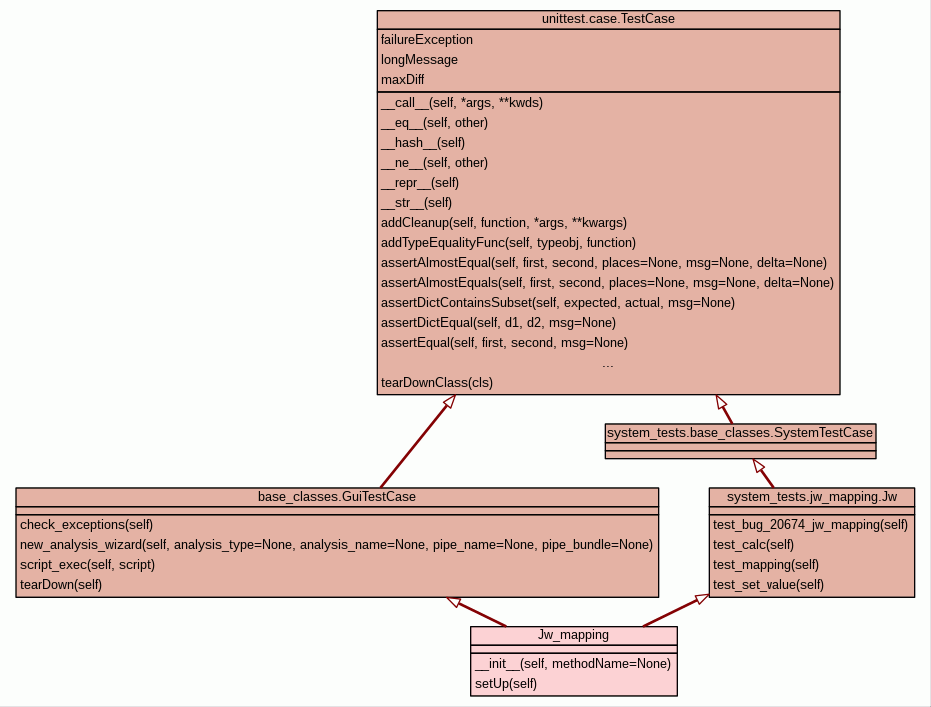 unittest.case.TestCase
failureException
longMessage
maxDiff
__call__(self, *args, **kwds)
__eq__(self, other)
__hash__(self)
__ne__(self, other)
__repr__(self)
__str__(self)
addCleanup(self, function, *args, **kwargs)
addTypeEqualityFunc(self, typeobj, function)
assertAlmostEqual(self, first, second, places=None, msg=None, delta=None)
assertAlmostEquals(self, first, second, places=None, msg=None, delta=None)
assertDictContainsSubset(self, expected, actual, msg=None)
assertDictEqual(self, d1, d2, msg=None)
assertEqual(self, first, second, msg=None)
...
tearDownClass(cls)
system_tests.base_classes.SystemTestCase
base_classes.GuiTestCase
check_exceptions(self)
new_analysis_wizard(self, analysis_type=None, analysis_name=None, pipe_name=None, pipe_bundle=None)
script_exec(self, script)
tearDown(self)
system_tests.jw_mapping.Jw
test_bug_20674_jw_mapping(self)
test_calc(self)
test_mapping(self)
test_set_value(self)
Jw_mapping
__init__(self, methodName=None)
setUp(self)